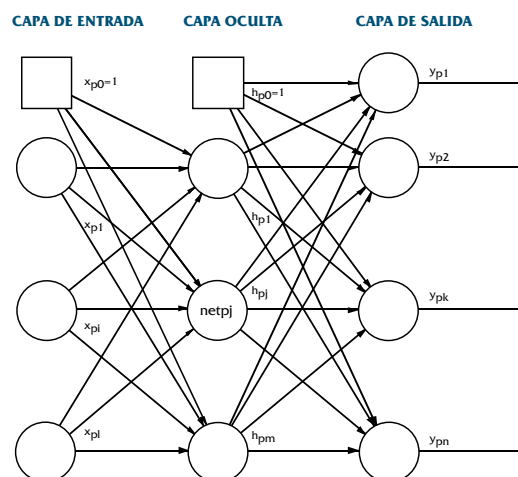 CAPA DE ENTRADA CAPA OCULTA CAPA DE SALIDA
xp0=1 hp0=1 yp1
yp2
xp1 hp1
netpj hpj ypk
xpi
xpl hpm ypn